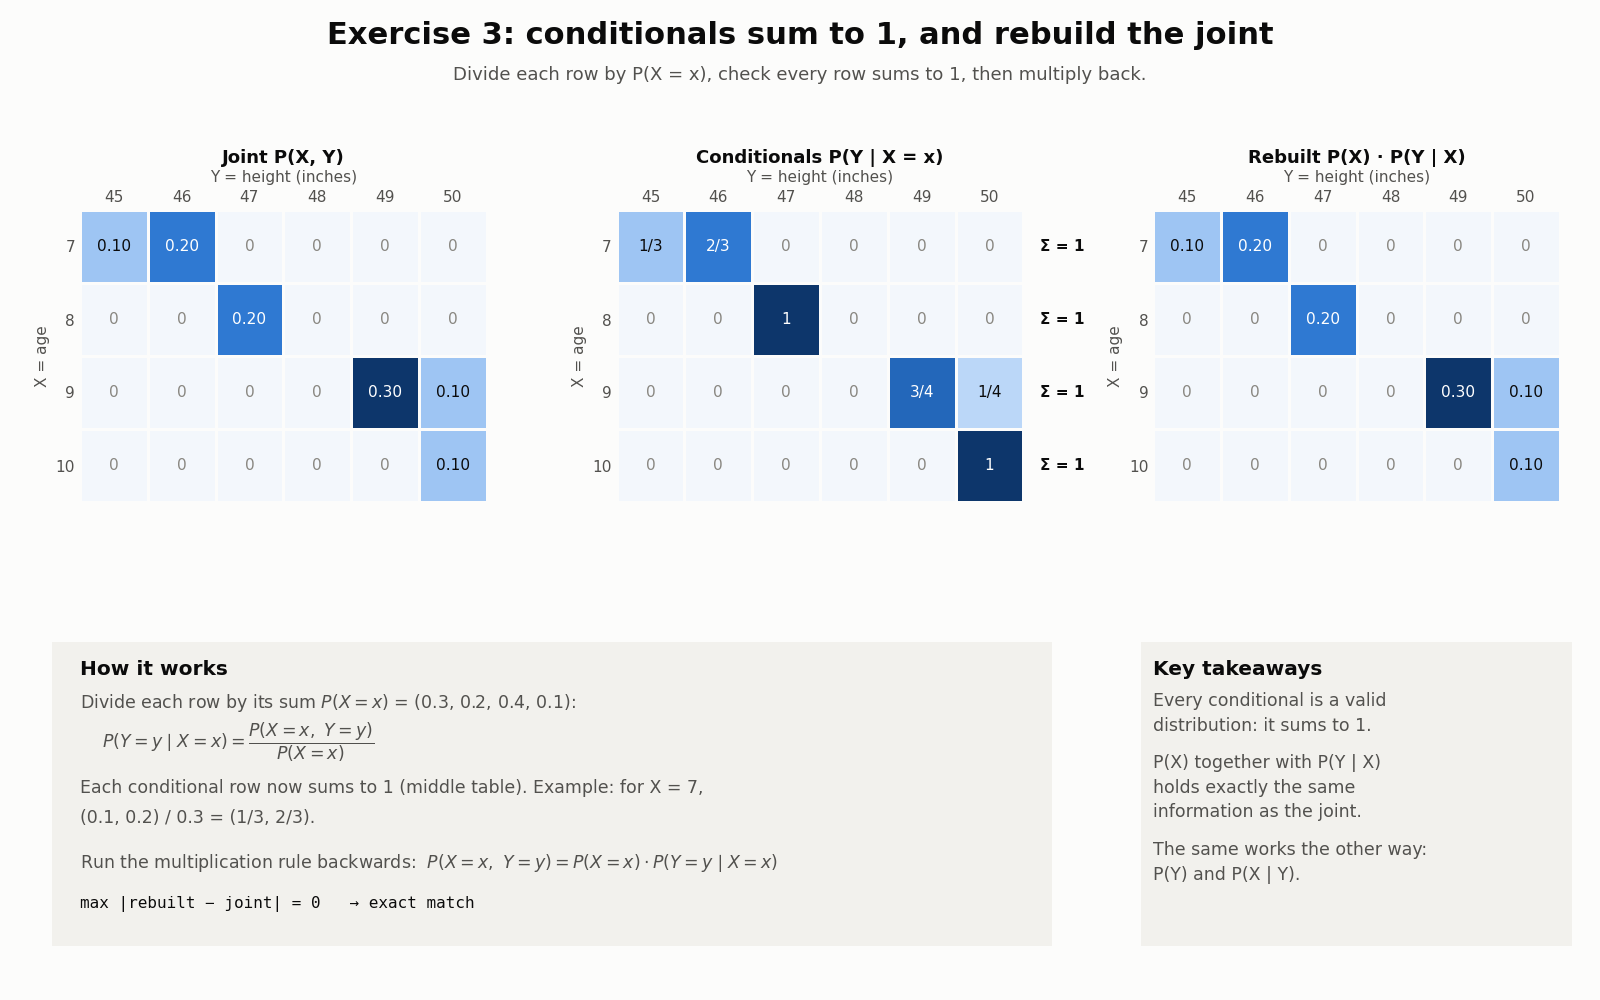 Exercise 3: conditionals sum to 1, and rebuild the joint
Divide each row by P(X = x), check every row sums to 1, then multiply back.
Joint P(X, Y)
Y = height (inches)
45 46 47 48 49 50
X = age
7 0.10 0.20 0 0 0 0
8 0 0 0.20 0 0 0
9 0 0 0 0 0.30 0.10
10 0 0 0 0 0 0.10
Conditionals P(Y | X = x)
Y = height (inches)
45 46 47 48 49 50
X = age
7 1/3 2/3 0 0 0 0 Σ = 1
8 0 0 1 0 0 0 Σ = 1
9 0 0 0 0 3/4 1/4 Σ = 1
10 0 0 0 0 0 1 Σ = 1
Rebuilt P(X) · P(Y | X)
Y = height (inches)
45 46 47 48 49 50
X = age
7 0.10 0.20 0 0 0 0
8 0 0 0.20 0 0 0
9 0 0 0 0 0.30 0.10
10 0 0 0 0 0 0.10
How it works
Divide each row by its sum P(X = x) = (0.3, 0.2, 0.4, 0.1):
P(Y = y | X = x) = P(X = x, Y = y) / P(X = x)
Each conditional row now sums to 1 (middle table). Example: for X = 7,
(0.1, 0.2) / 0.3 = (1/3, 2/3).
Run the multiplication rule backwards: P(X = x, Y = y) = P(X = x) · P(Y = y | X = x)
max |rebuilt − joint| = 0 → exact match
Key takeaways
Every conditional is a valid
distribution: it sums to 1.
P(X) together with P(Y | X)
holds exactly the same
information as the joint.
The same works the other way:
P(Y) and P(X | Y).